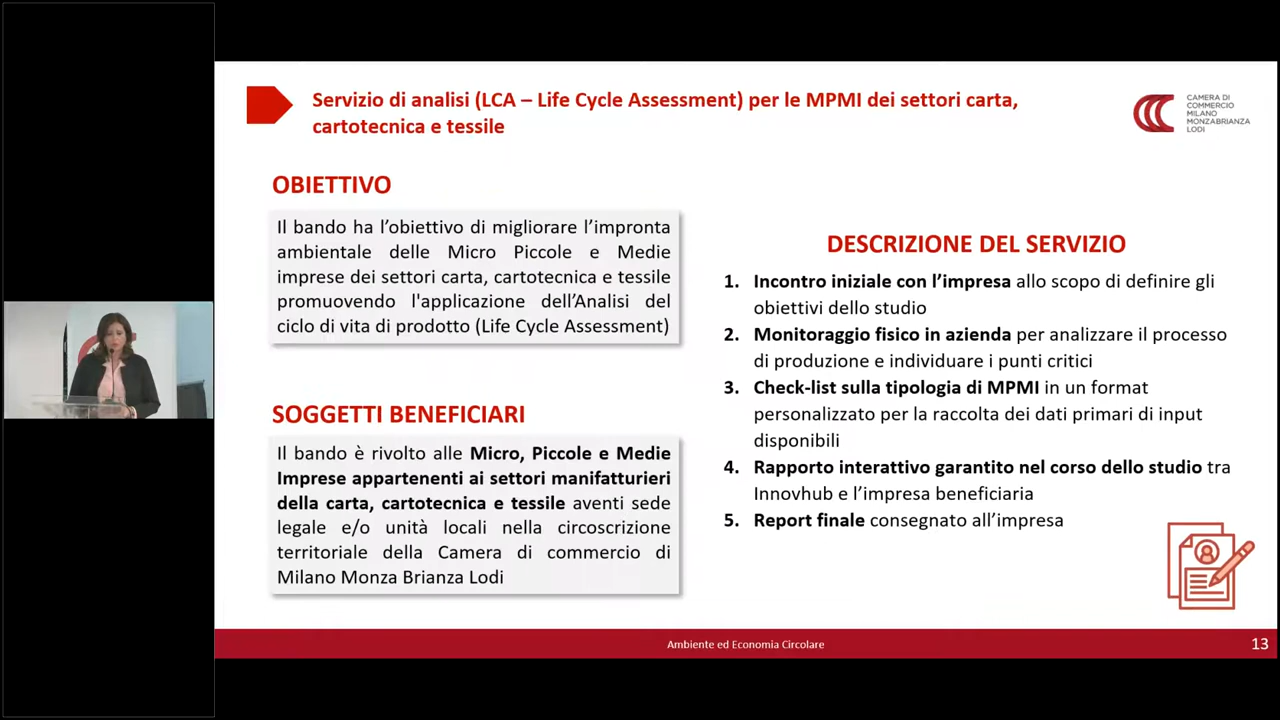 Servizio di analisi (LCA – Life Cycle Assessment) per le MPMI dei settori carta,
cartotecnica e tessile
CAMERA DI
COMMERCIO
MILANO
MONZABRIANZA
LODI
OBIETTIVO
Il bando ha l’obiettivo di migliorare l’impronta
ambientale delle Micro Piccole e Medie
imprese dei settori carta, cartotecnica e tessile
promuovendo l'applicazione dell’Analisi del
ciclo di vita di prodotto (Life Cycle Assessment)
SOGGETTI BENEFICIARI
Il bando è rivolto alle Micro, Piccole e Medie
Imprese appartenenti ai settori manifatturieri
della carta, cartotecnica e tessile aventi sede
legale e/o unità locali nella circoscrizione
territoriale della Camera di commercio di
Milano Monza Brianza Lodi
DESCRIZIONE DEL SERVIZIO
1. Incontro iniziale con l’impresa allo scopo di definire gli
obiettivi dello studio
2. Monitoraggio fisico in azienda per analizzare il processo
di produzione e individuare i punti critici
3. Check-list sulla tipologia di MPMI in un format
personalizzato per la raccolta dei dati primari di input
disponibili
4. Rapporto interattivo garantito nel corso dello studio tra
Innovhub e l’impresa beneficiaria
5. Report finale consegnato all’impresa
Ambiente ed Economia Circolare
13